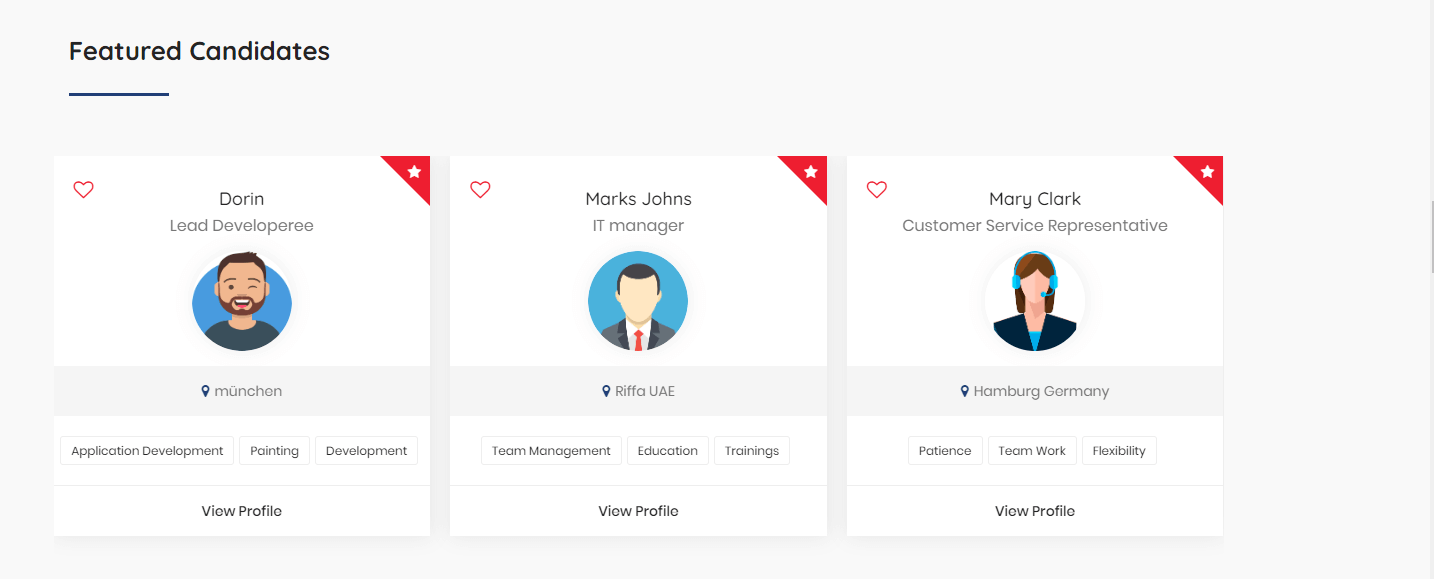 Featured Candidates
Dorin
Lead Developeree
münchen
Application Development Painting Development
View Profile
Marks Johns
IT manager
Riffa UAE
Team Management Education Trainings
View Profile
Mary Clark
Customer Service Representative
Hamburg Germany
Patience Team Work Flexibility
View Profile